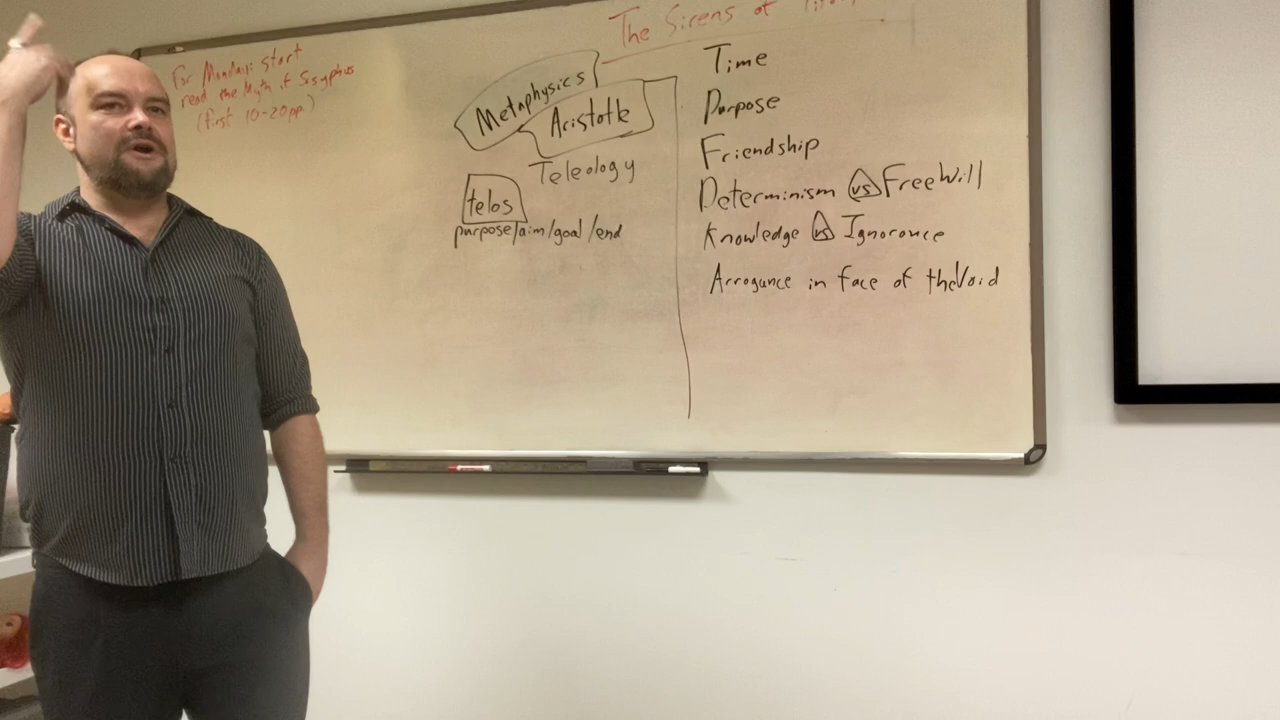 For Monday: start
read the Myth of Sisyphus
(first 10-20pp.)
The Sirens of
Metaphysics
Aristotle
Teleology
telos
purpose/aim/goal/end
Time
Purpose
Friendship
Determinism vs Free Will
Knowledge vs Ignorance
Arrogance in face of the Void